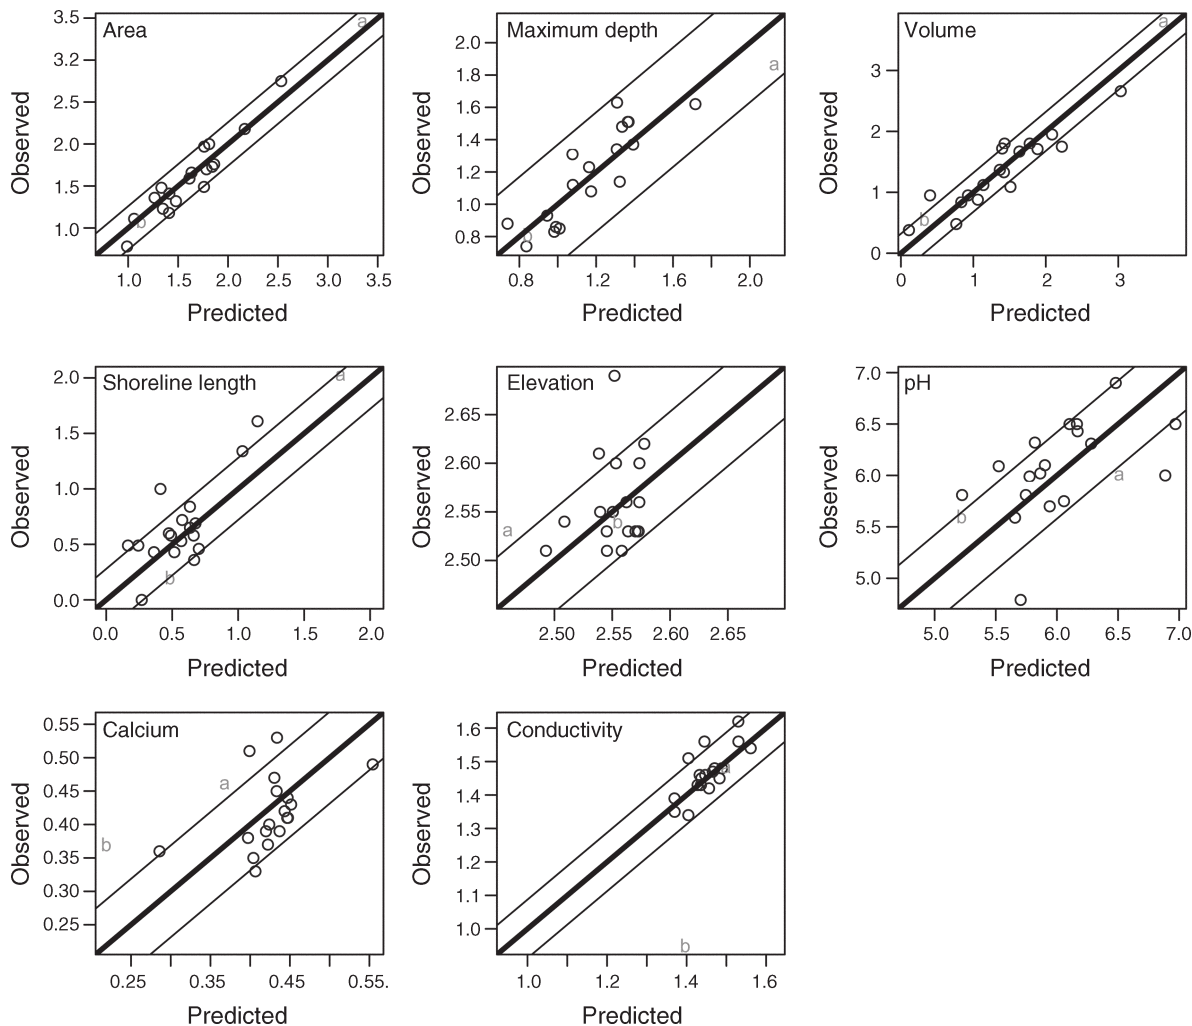 Area
Observed
3.5
3.2
2.5
2.0
1.5
1.0
a
b
1.0
1.5
2.0
2.5
3.0
3.5
Predicted
Maximum depth
Observed
2.0
1.8
1.6
1.4
1.2
1.0
0.8
a
b
0.8
1.2
1.6
2.0
Predicted
Volume
Observed
3
2
1
0
a
b
0
1
2
3
Predicted
Shoreline length
Observed
2.0
1.5
1.0
0.5
0.0
a
b
0.0
0.5
1.0
1.5
2.0
Predicted
Elevation
Observed
2.65
2.60
2.55
2.50
a
b
2.50
2.55
2.60
2.65
Predicted
pH
Observed
7.0
6.5
6.0
5.5
5.0
a
b
5.0
5.5
6.0
6.5
7.0
Predicted
Calcium
Observed
0.55
0.50
0.45
0.40
0.35
0.30
0.25
a
b
0.25
0.35
0.45
0.55.
Predicted
Conductivity
Observed
1.6
1.5
1.4
1.3
1.2
1.1
1.0
a
b
1.0
1.2
1.4
1.6
Predicted